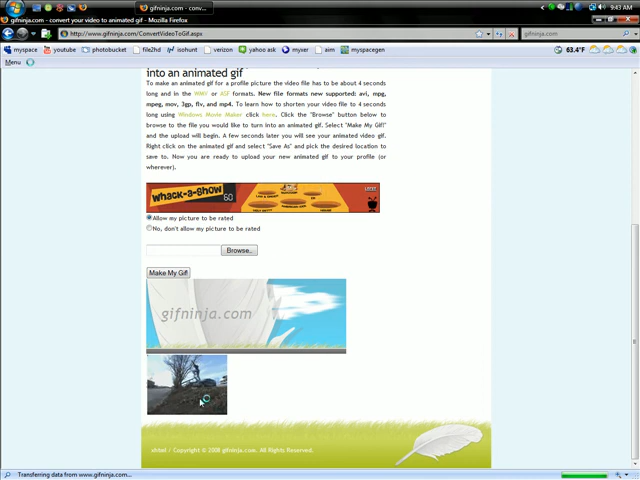 gifninja.com - conv...
9:43 AM
gifninja.com - convert your video to animated gif - Mozilla Firefox
http://www.gifninja.com/ConvertVideoToGif.aspx
gifninja.com
myspace youtube photobucket file2hd isohunt verizon yahoo ask myxer aim myspacegen
63.4°F
Menu
into an animated gif
To make an animated gif for a profile picture the video file has to be about 4 seconds
long and in the WMV or ASF formats. New file formats now supported: avi, mpg,
mpeg, mov, 3gp, flv, and mp4. To learn how to shorten your video file to 4 seconds
long using Windows Movie Maker click here. Click the "Browse" button below to
browse to the file you would like to turn into an animated gif. Select "Make My Gif!"
and the upload will begin. A few seconds later you will see your animated video gif.
Right click on the animated gif and select "Save As" and pick the desired location to
save to. Now you are ready to upload your new animated gif to your profile (or
wherever).
WHACK-a-SHOW 60
Allow my picture to be rated
No, don't allow my picture to be rated
Browse..
Make My Gif!
gifninja.com
xhtml / Copyright © 2008 gifninja.com, All Rights Reserved.
Transferring data from www.gifninja.com...